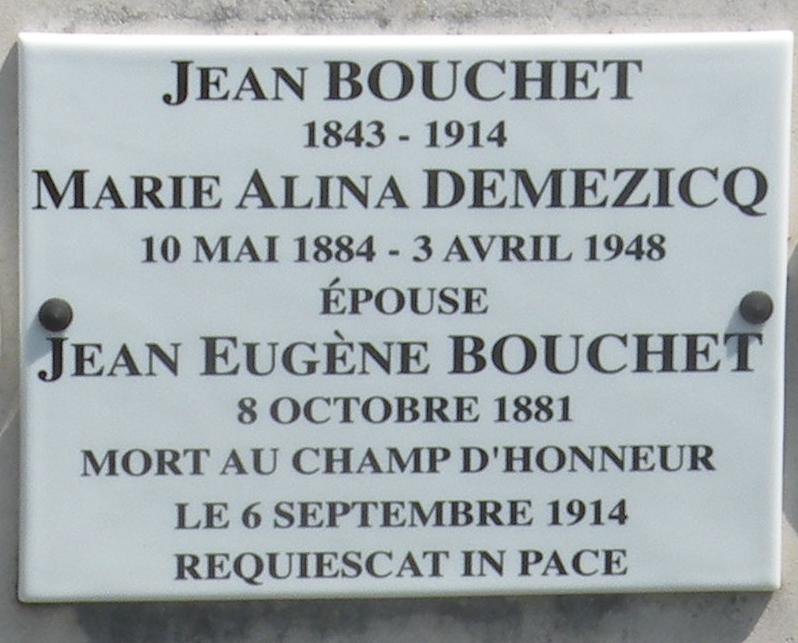 JEAN BOUCHET
1843 - 1914
MARIE ALINA DEMEZICQ
10 MAI 1884 - 3 AVRIL 1948
ÉPOUSE
JEAN EUGÈNE BOUCHET
8 OCTOBRE 1881
MORT AU CHAMP D'HONNEUR
LE 6 SEPTEMBRE 1914
REQUIESCAT IN PACE